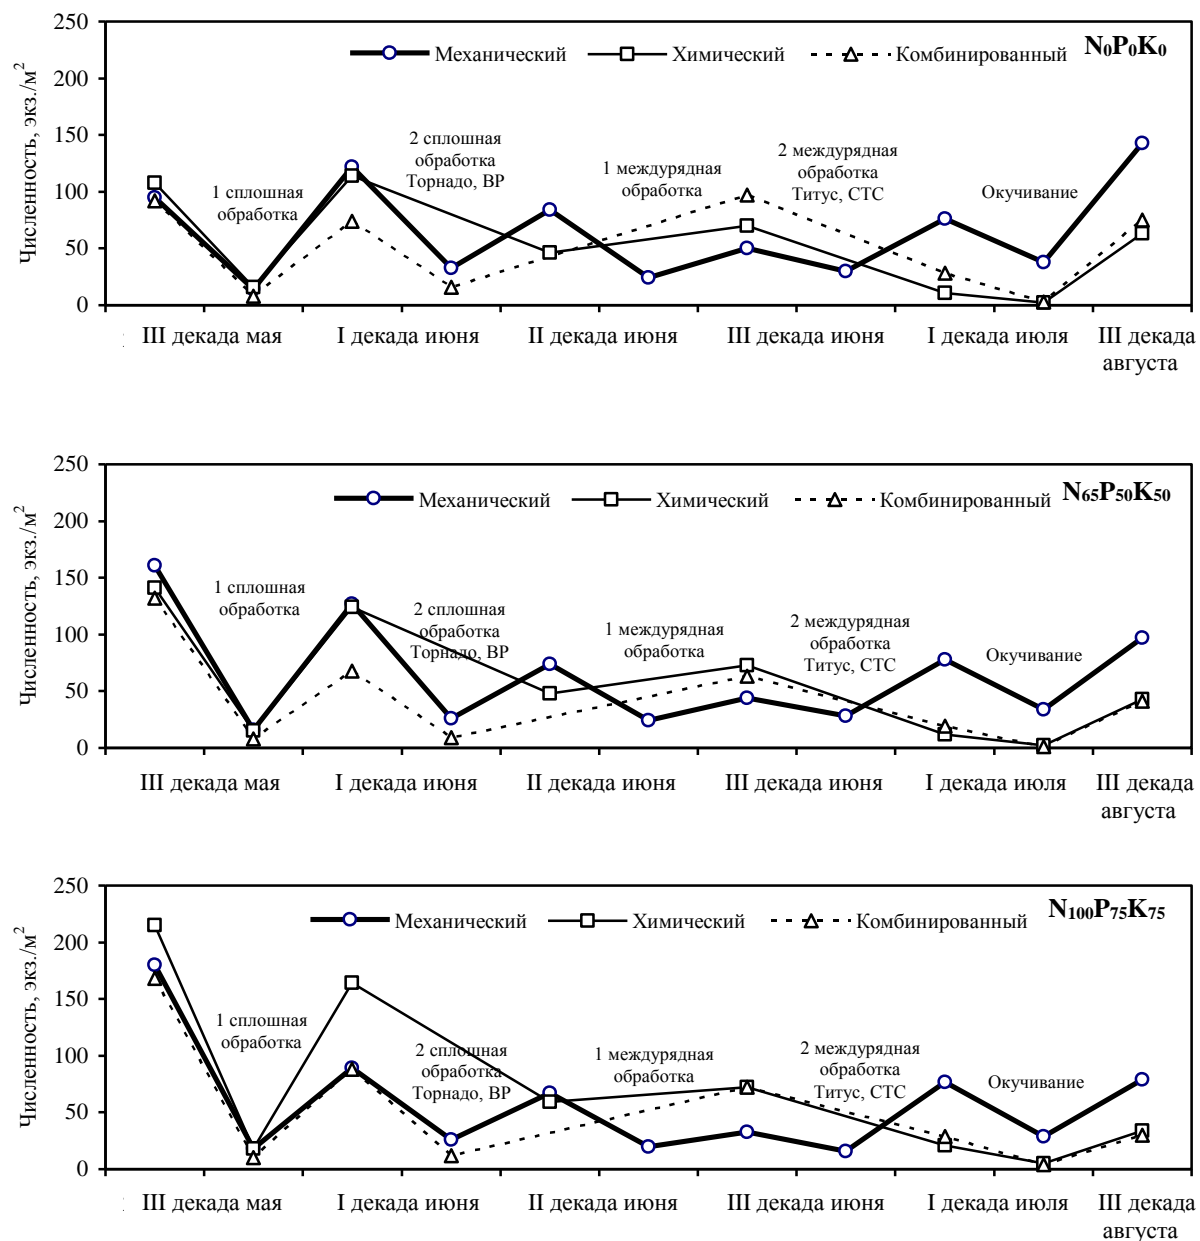 250
200
150
100
50
0
Численность, экз./м²
Механический
Химический
Комбинированный
N₀P₀K₀
1 сплошная
обработка
2 сплошная
обработка
Торнадо, ВР
1 междурядная
обработка
2 междурядная
обработка
Титус, СТС
Окучивание
III декада мая
I декада июня
II декада июня
III декада июня
I декада июля
III декада
августа
250
200
150
100
50
0
Численность, экз./м²
Механический
Химический
Комбинированный
N₆₅P₅₀K₅₀
1 сплошная
обработка
2 сплошная
обработка
Торнадо, ВР
1 междурядная
обработка
2 междурядная
обработка
Титус, СТС
Окучивание
III декада мая
I декада июня
II декада июня
III декада июня
I декада июля
III декада
августа
250
200
150
100
50
0
Численность, экз./м²
Механический
Химический
Комбинированный
N₁₀₀P₇₅K₇₅
1 сплошная
обработка
2 сплошная
обработка
Торнадо, ВР
1 междурядная
обработка
2 междурядная
обработка
Титус, СТС
Окучивание
III декада мая
I декада июня
II декада июня
III декада июня
I декада июля
III декада
августа